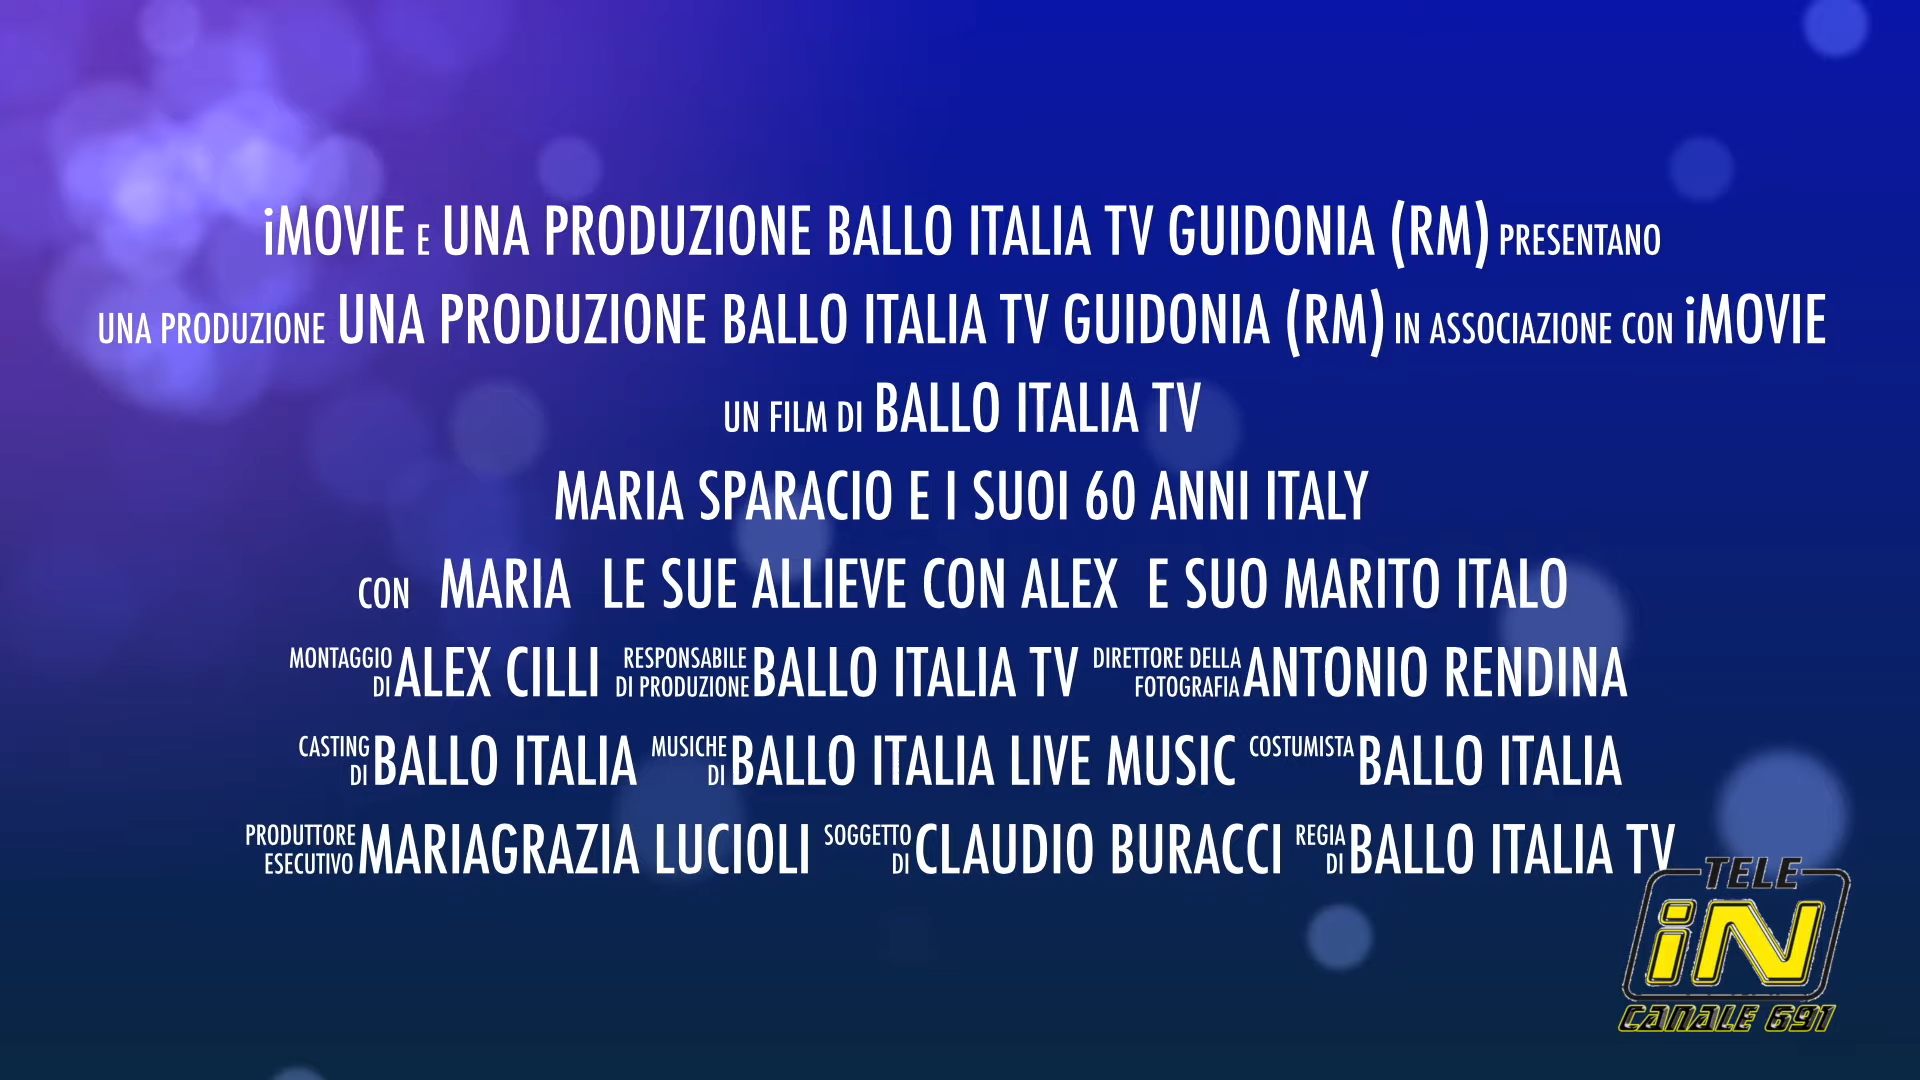 iMOVIE E UNA PRODUZIONE BALLO ITALIA TV GUIDONIA (RM) PRESENTANO
UNA PRODUZIONE UNA PRODUZIONE BALLO ITALIA TV GUIDONIA (RM) IN ASSOCIAZIONE CON iMOVIE
UN FILM DI BALLO ITALIA TV
MARIA SPARACIO E I SUOI 60 ANNI ITALY
CON MARIA LE SUE ALLIEVE CON ALEX E SUO MARITO ITALO
MONTAGGIO DI ALEX CILLI RESPONSABILE DI PRODUZIONE BALLO ITALIA TV DIRETTORE DELLA FOTOGRAFIA ANTONIO RENDINA
CASTING DI BALLO ITALIA MUSICHE DI BALLO ITALIA LIVE MUSIC COSTUMISTA BALLO ITALIA
PRODUTTORE ESECUTIVO MARIAGRAZIA LUCIOLI SOGGETTO DI CLAUDIO BURACCI REGIA DI BALLO ITALIA TV
TELE
iN
CANALE 691